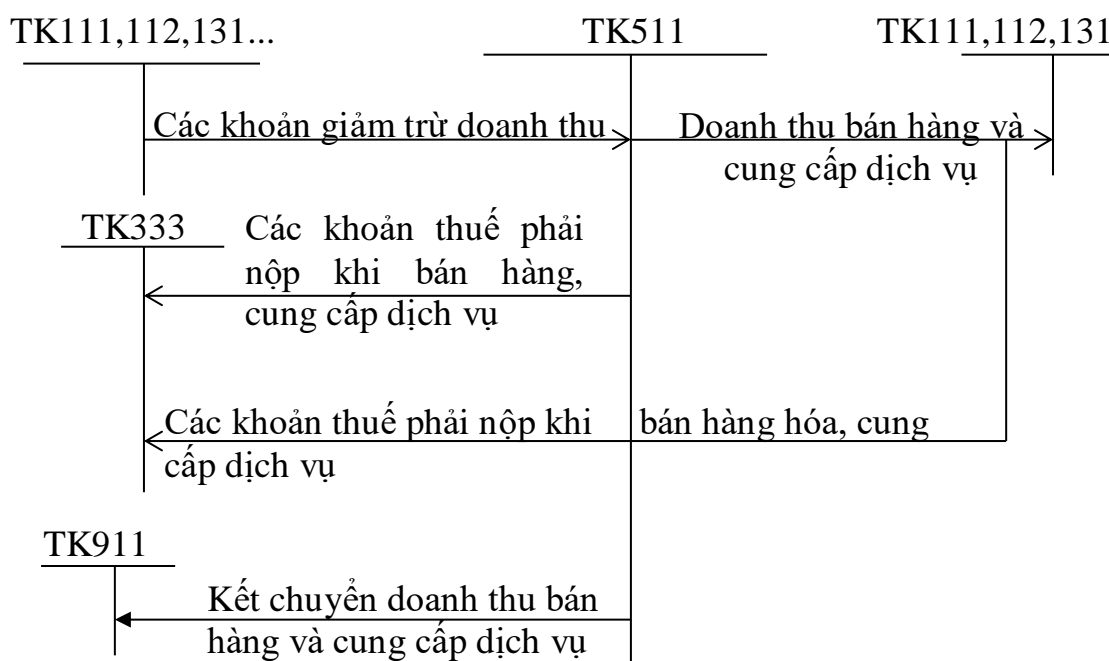 TK111,112,131...
TK511
TK111,112,131
Các khoản giảm trừ doanh thu
Doanh thu bán hàng và
cung cấp dịch vụ
TK333
Các khoản thuế phải
nộp khi bán hàng,
cung cấp dịch vụ
Các khoản thuế phải nộp khi bán hàng hóa, cung
cấp dịch vụ
TK911
Kết chuyển doanh thu bán
hàng và cung cấp dịch vụ